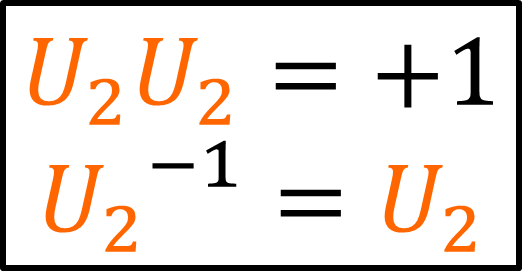 U₂U₂ = +1
U₂⁻¹ = U₂